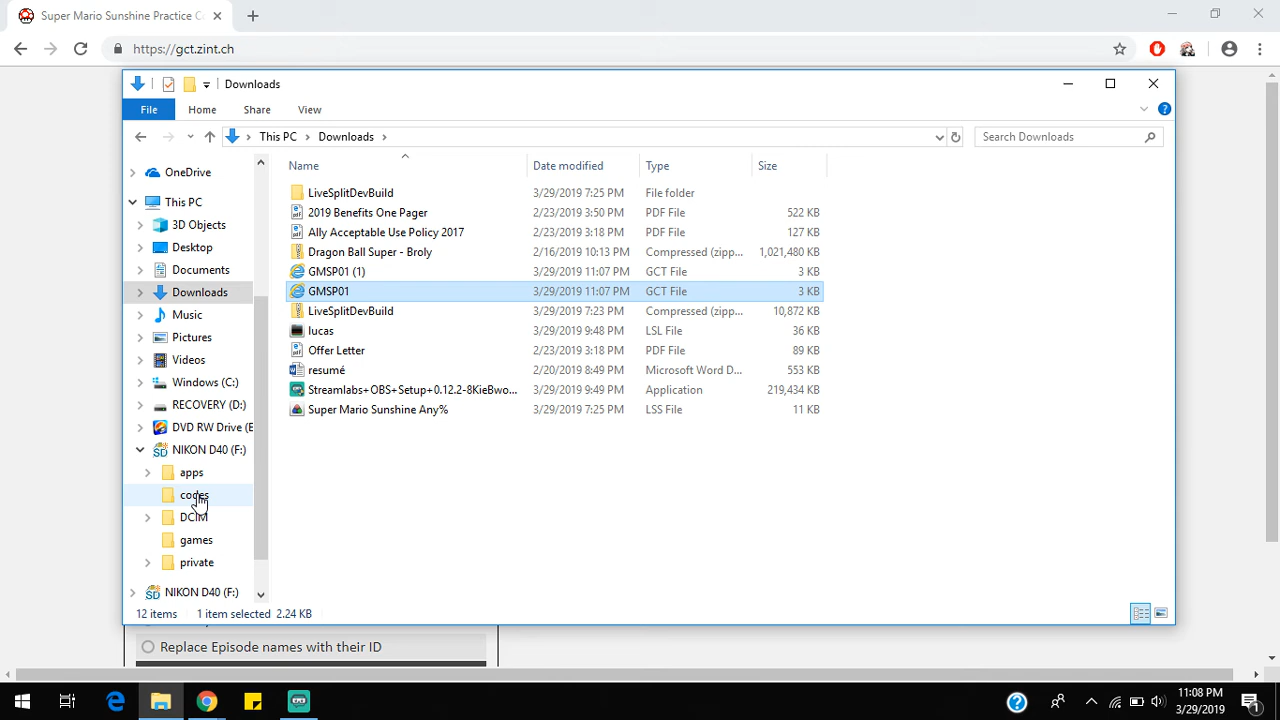 Super Mario Sunshine Practice C
https://gct.zint.ch
Downloads
File Home Share View
This PC Downloads
Search Downloads
Name Date modified Type Size
OneDrive
This PC
3D Objects
Desktop
Documents
Downloads
Music
Pictures
Videos
Windows (C:)
RECOVERY (D:)
DVD RW Drive (E
NIKON D40 (F:)
apps
codes
DCIM
games
private
NIKON D40 (F:)
LiveSplitDevBuild 3/29/2019 7:25 PM File folder
2019 Benefits One Pager 2/23/2019 3:50 PM PDF File 522 KB
Ally Acceptable Use Policy 2017 2/23/2019 3:18 PM PDF File 127 KB
Dragon Ball Super - Broly 2/16/2019 10:13 PM Compressed (zipp... 1,021,480 KB
GMSP01 (1) 3/29/2019 11:07 PM GCT File 3 KB
GMSP01 3/29/2019 11:07 PM GCT File 3 KB
LiveSplitDevBuild 3/29/2019 7:23 PM Compressed (zipp... 10,872 KB
lucas 3/29/2019 9:48 PM LSL File 36 KB
Offer Letter 2/23/2019 3:18 PM PDF File 89 KB
resumé 2/20/2019 8:49 PM Microsoft Word D... 553 KB
Streamlabs+OBS+Setup+0.12.2-8KieBwo... 3/29/2019 9:49 PM Application 219,434 KB
Super Mario Sunshine Any% 3/29/2019 7:25 PM LSS File 11 KB
12 items 1 item selected 2.24 KB
Replace Episode names with their ID
11:08 PM
3/29/2019
1